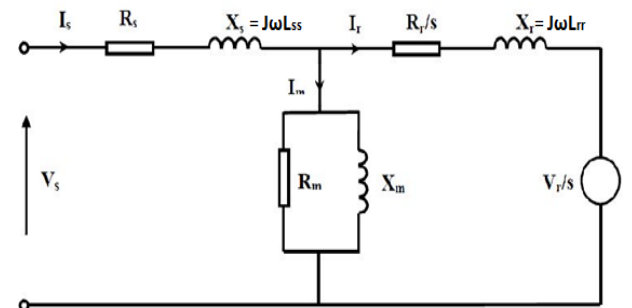 Iₛ Rₛ Xₛ = JωLss Iᵣ Rᵣ/s Xᵣ= JωLrr
Iₘ
Vₛ Rₘ Xₘ Vᵣ/s